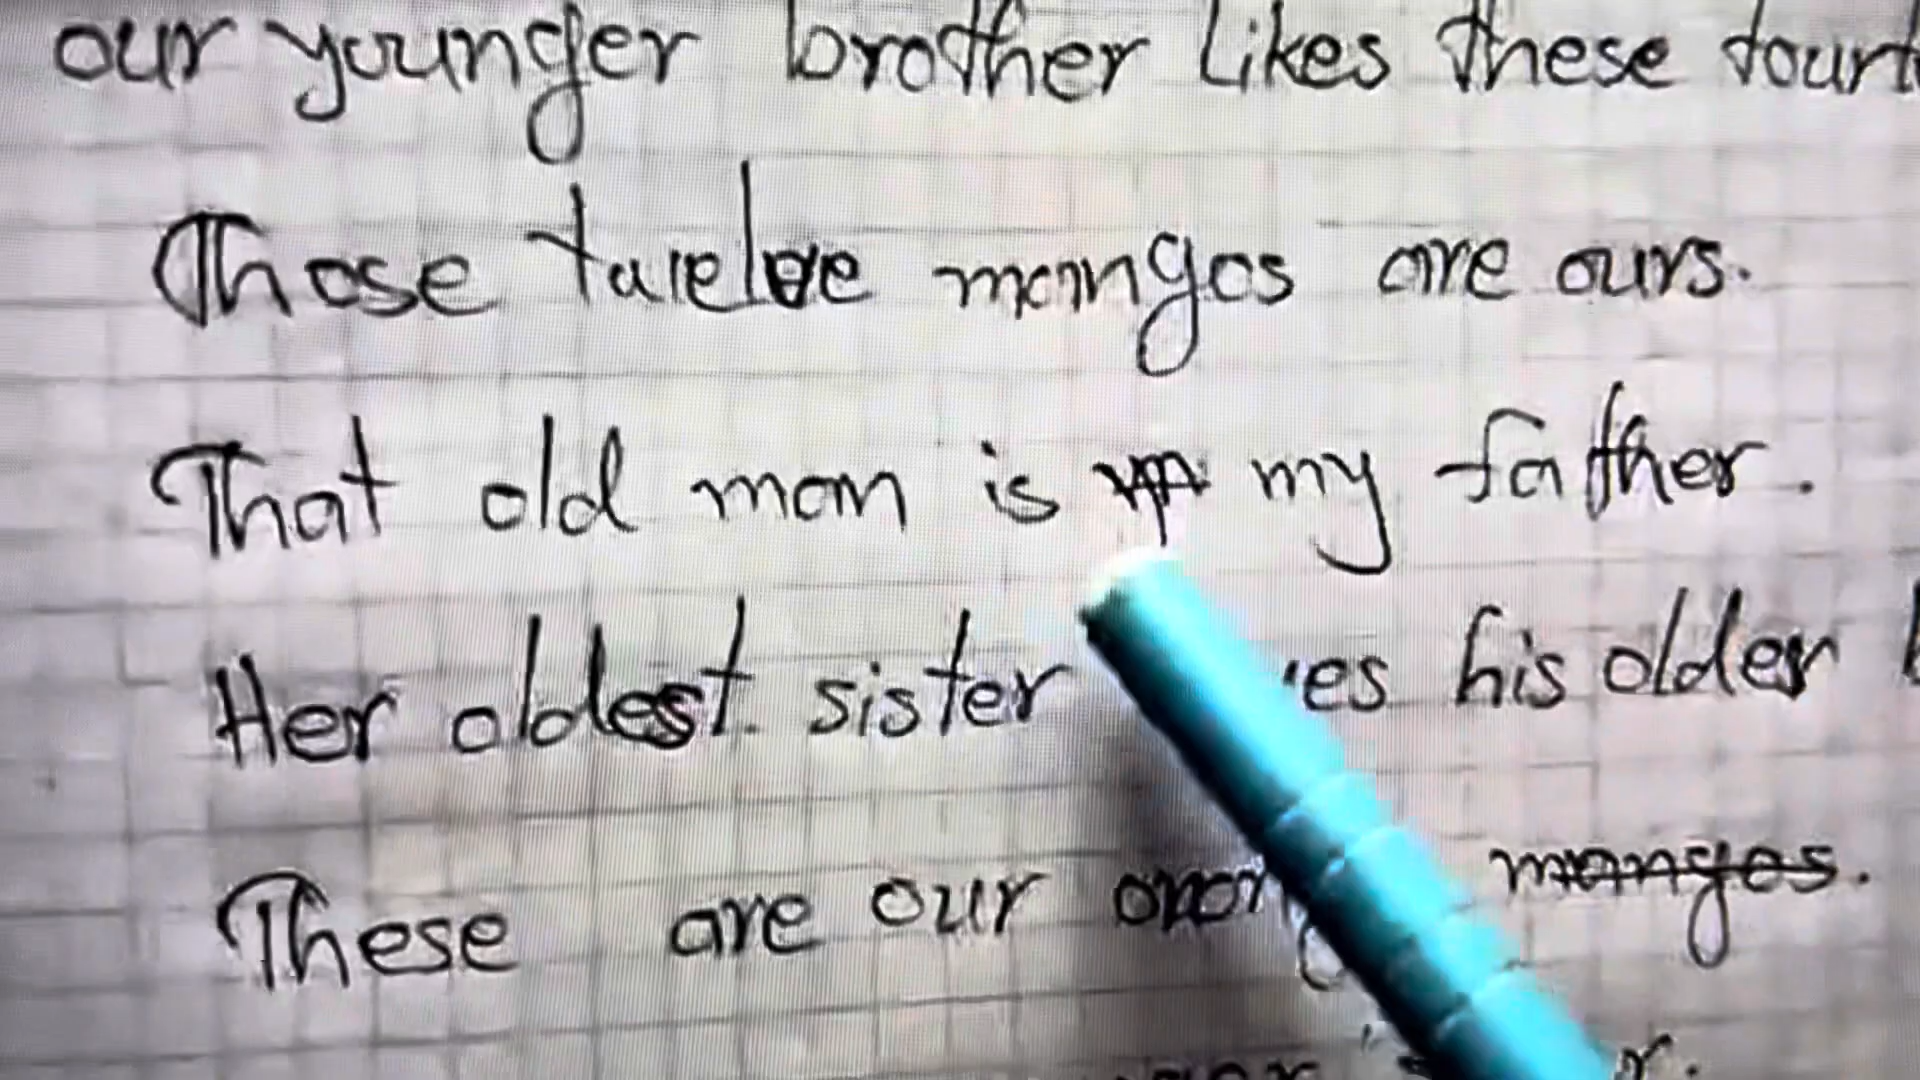 our younger brother likes these
Those twelve mangos are ours.
That old man is my father.
Her oldest sister his older
These are our mangos.